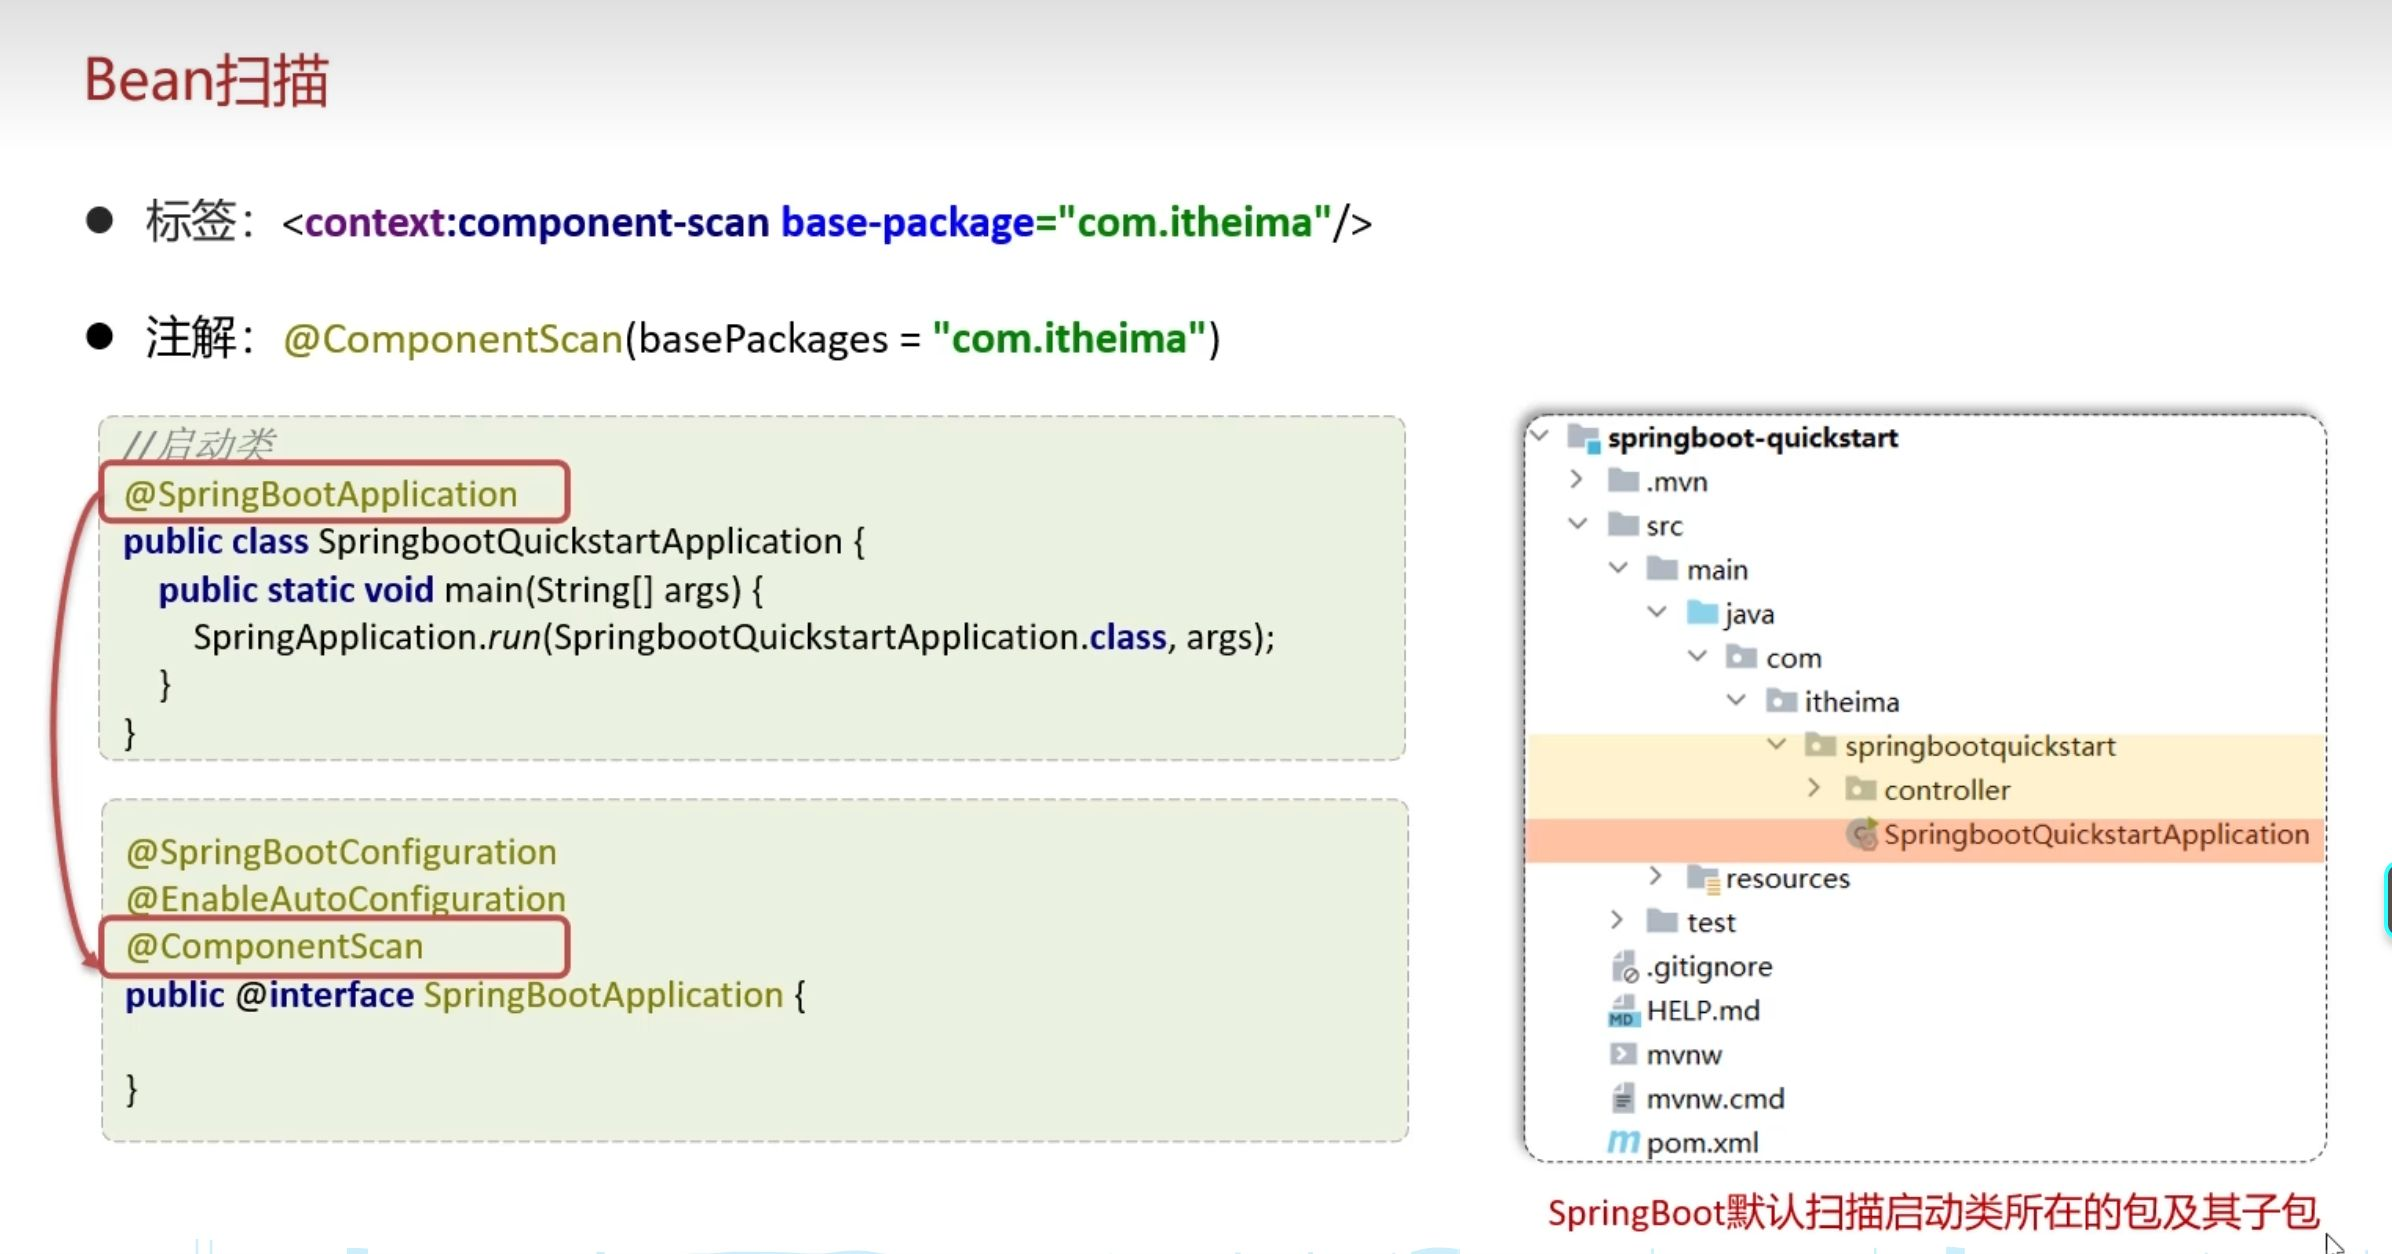 Bean扫描
● 标签：<context:component-scan base-package="com.itheima"/>
● 注解：@ComponentScan(basePackages = "com.itheima")
//启动类
@SpringBootApplication
public class SpringbootQuickstartApplication {
public static void main(String[] args) {
SpringApplication.run(SpringbootQuickstartApplication.class, args);
}
}
@SpringBootConfiguration
@EnableAutoConfiguration
@ComponentScan
public @interface SpringBootApplication {
}
springboot-quickstart
.mvn
src
main
java
com
itheima
springbootquickstart
controller
SpringbootQuickstartApplication
resources
test
.gitignore
HELP.md
mvnw
mvnw.cmd
pom.xml
SpringBoot默认扫描启动类所在的包及其子包